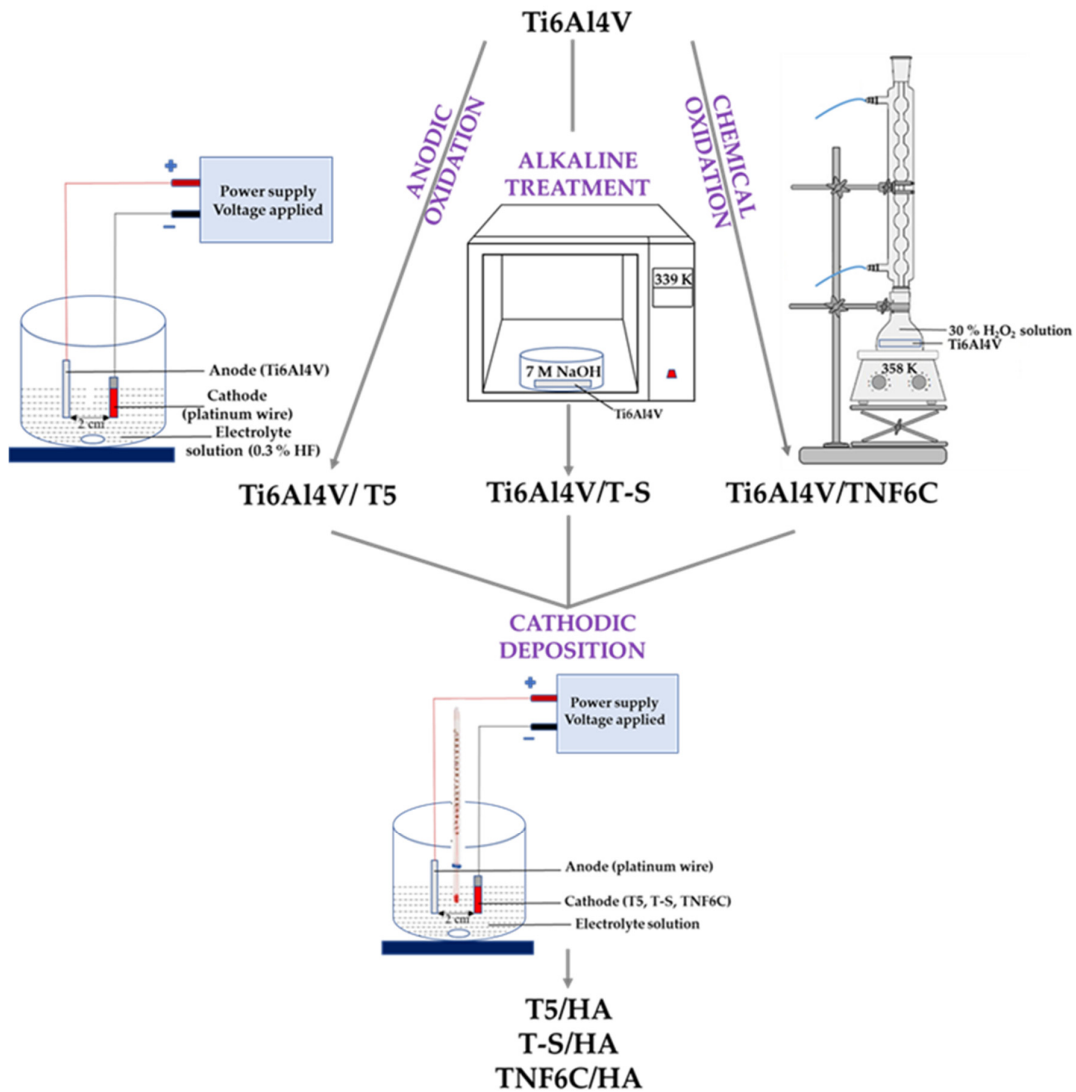 Ti6Al4V
ANODIC
OXIDATION
ALKALINE
TREATMENT
CHEMICAL
OXIDATION
+
Power supply
Voltage applied
−
Anode (Ti6Al4V)
Cathode
(platinum wire)
2 cm
Electrolyte
solution (0.3 % HF)
339 K
7 M NaOH
Ti6Al4V
30 % H₂O₂ solution
Ti6Al4V
358 K
Ti6Al4V/ T5
Ti6Al4V/T-S
Ti6Al4V/TNF6C
CATHODIC
DEPOSITION
+
Power supply
Voltage applied
−
Anode (platinum wire)
Cathode (T5, T-S, TNF6C)
2 cm
Electrolyte solution
T5/HA
T-S/HA
TNF6C/HA